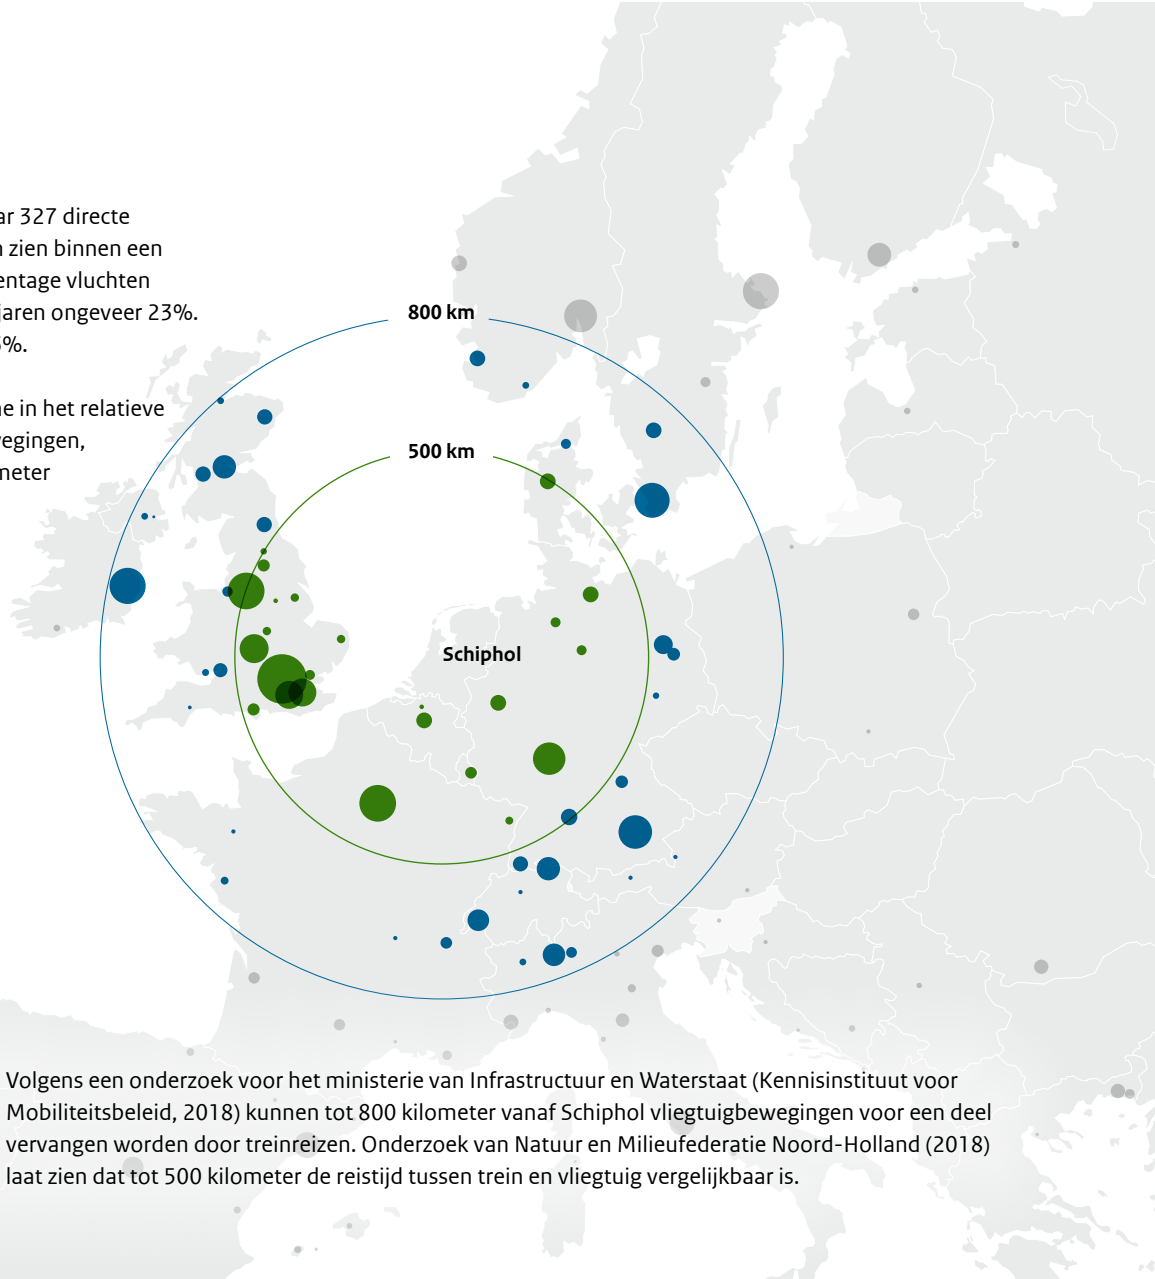 ar 327 directe
n zien binnen een
entage vluchten
jaren ongeveer 23%.
%.
800 km
e in het relatieve
vegingen,
meter
500 km
Schiphol
Volgens een onderzoek voor het ministerie van Infrastructuur en Waterstaat (Kennisinstituut voor
Mobiliteitsbeleid, 2018) kunnen tot 800 kilometer vanaf Schiphol vliegtuigbewegingen voor een deel
vervangen worden door treinreizen. Onderzoek van Natuur en Milieufederatie Noord-Holland (2018)
laat zien dat tot 500 kilometer de reistijd tussen trein en vliegtuig vergelijkbaar is.